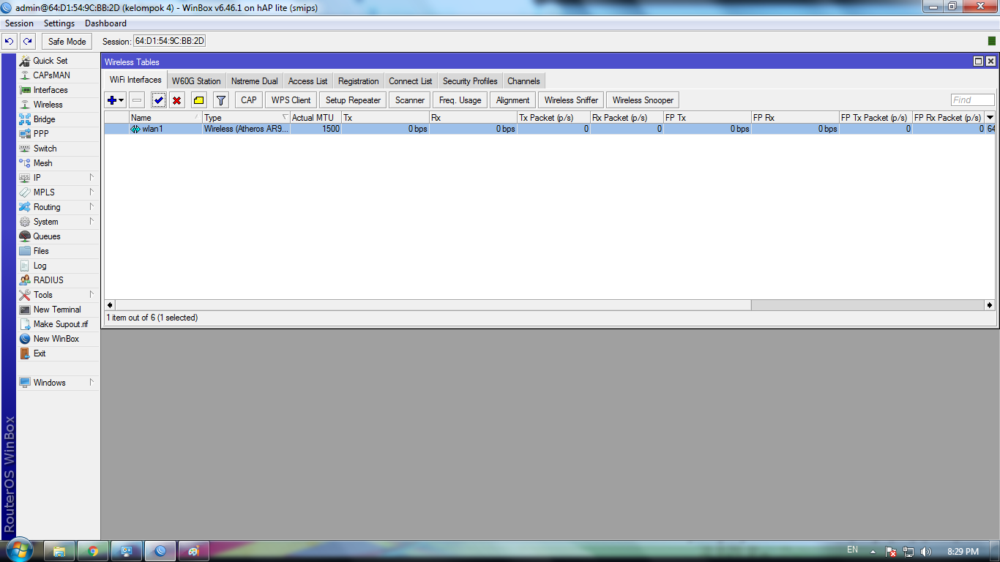 admin@64:D1:54:9C:BB:2D (kelompok 4) - WinBox v6.46.1 on hAP lite (smips)
Session Settings Dashboard
Safe Mode Session: 64:D1:54:9C:BB:2D
Quick Set
CAPsMAN
Interfaces
Wireless
Bridge
PPP
Switch
Mesh
IP
MPLS
Routing
System
Queues
Files
Log
RADIUS
Tools
New Terminal
Make Supout.rif
New WinBox
Exit
Windows
RouterOS WinBox
Wireless Tables
WiFi Interfaces W60G Station Nstreme Dual Access List Registration Connect List Security Profiles Channels
CAP WPS Client Setup Repeater Scanner Freq. Usage Alignment Wireless Sniffer Wireless Snooper Find
Name Type Actual MTU Tx Rx Tx Packet (p/s) Rx Packet (p/s) FP Tx FP Rx FP Tx Packet (p/s) FP Rx Packet (p/s)
wlan1 Wireless (Atheros AR9... 1500 0 bps 0 bps 0 0 0 bps 0 bps 0 0 64
1 item out of 6 (1 selected)
EN 8:29 PM